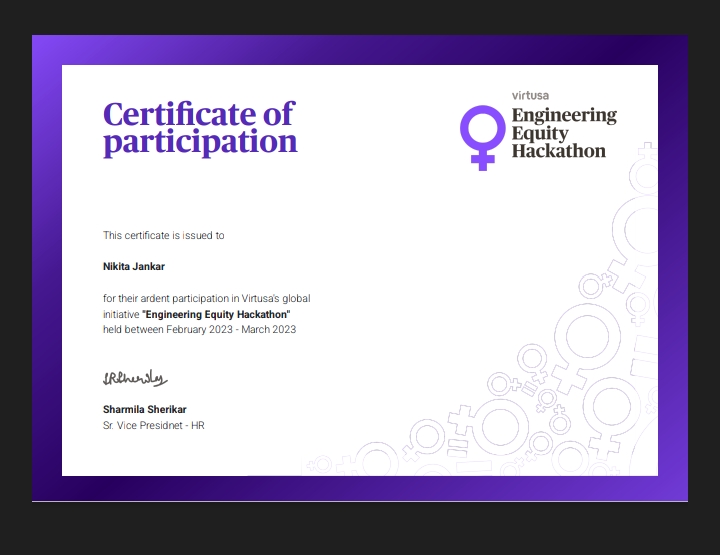 Certificate of
participation
virtusa
Engineering
Equity
Hackathon
This certificate is issued to
Nikita Jankar
for their ardent participation in Virtusa's global
initiative "Engineering Equity Hackathon"
held between February 2023 - March 2023
Sharmila Sherikar
Sr. Vice Presidnet - HR